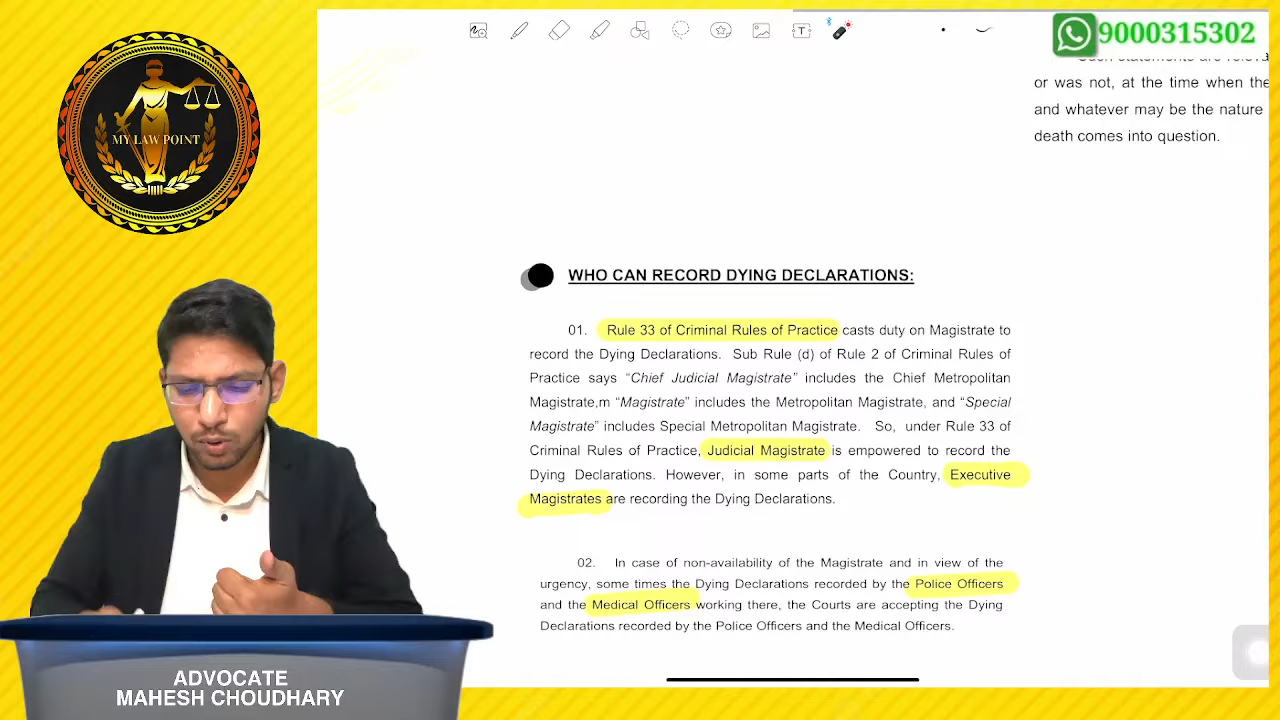 MY LAW POINT
9000315302
or was not, at the time when the
and whatever may be the nature
death comes into question.
WHO CAN RECORD DYING DECLARATIONS:
01. Rule 33 of Criminal Rules of Practice casts duty on Magistrate to
record the Dying Declarations. Sub Rule (d) of Rule 2 of Criminal Rules of
Practice says “Chief Judicial Magistrate” includes the Chief Metropolitan
Magistrate,m “Magistrate” includes the Metropolitan Magistrate, and “Special
Magistrate” includes Special Metropolitan Magistrate. So, under Rule 33 of
Criminal Rules of Practice, Judicial Magistrate is empowered to record the
Dying Declarations. However, in some parts of the Country, Executive
Magistrates are recording the Dying Declarations.
02. In case of non-availability of the Magistrate and in view of the
urgency, some times the Dying Declarations recorded by the Police Officers
and the Medical Officers working there, the Courts are accepting the Dying
Declarations recorded by the Police Officers and the Medical Officers.
ADVOCATE
MAHESH CHOUDHARY